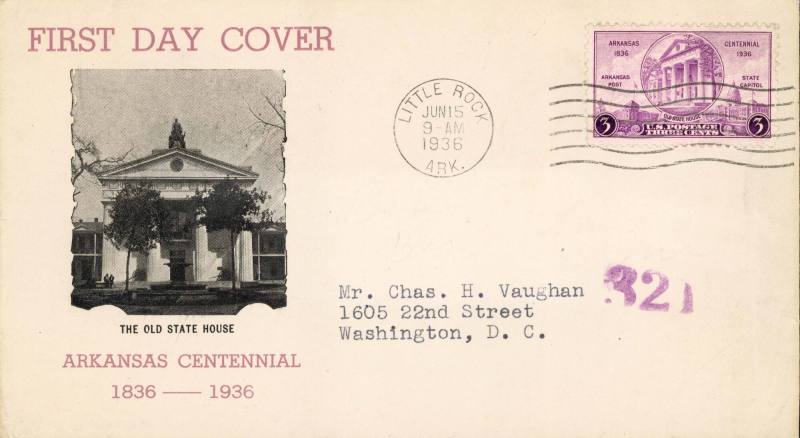 FIRST DAY COVER
THE OLD STATE HOUSE
ARKANSAS CENTENNIAL
1836 — 1936
LITTLE ROCK
JUN 15
9-AM
1936
ARK.
ARKANSAS
1836
CENTENNIAL
1936
ARKANSAS
POST
STATE
CAPITOL
OLD STATE HOUSE
3
U.S. POSTAGE
THREE CENTS
3
Mr. Chas. H. Vaughan
1605 22nd Street
Washington, D. C.
321